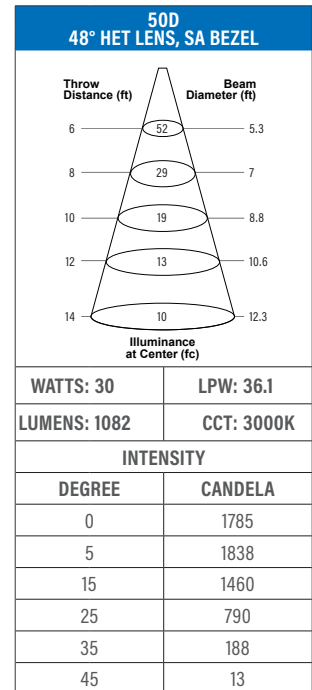 50D
48° HET LENS, SA BEZEL
Throw Distance (ft)
Beam Diameter (ft)
6 52 5.3
8 29 7
10 19 8.8
12 13 10.6
14 10 12.3
Illuminance
at Center (fc)
WATTS: 30 LPW: 36.1
LUMENS: 1082 CCT: 3000K
INTENSITY
DEGREE CANDELA
0 1785
5 1838
15 1460
25 790
35 188
45 13